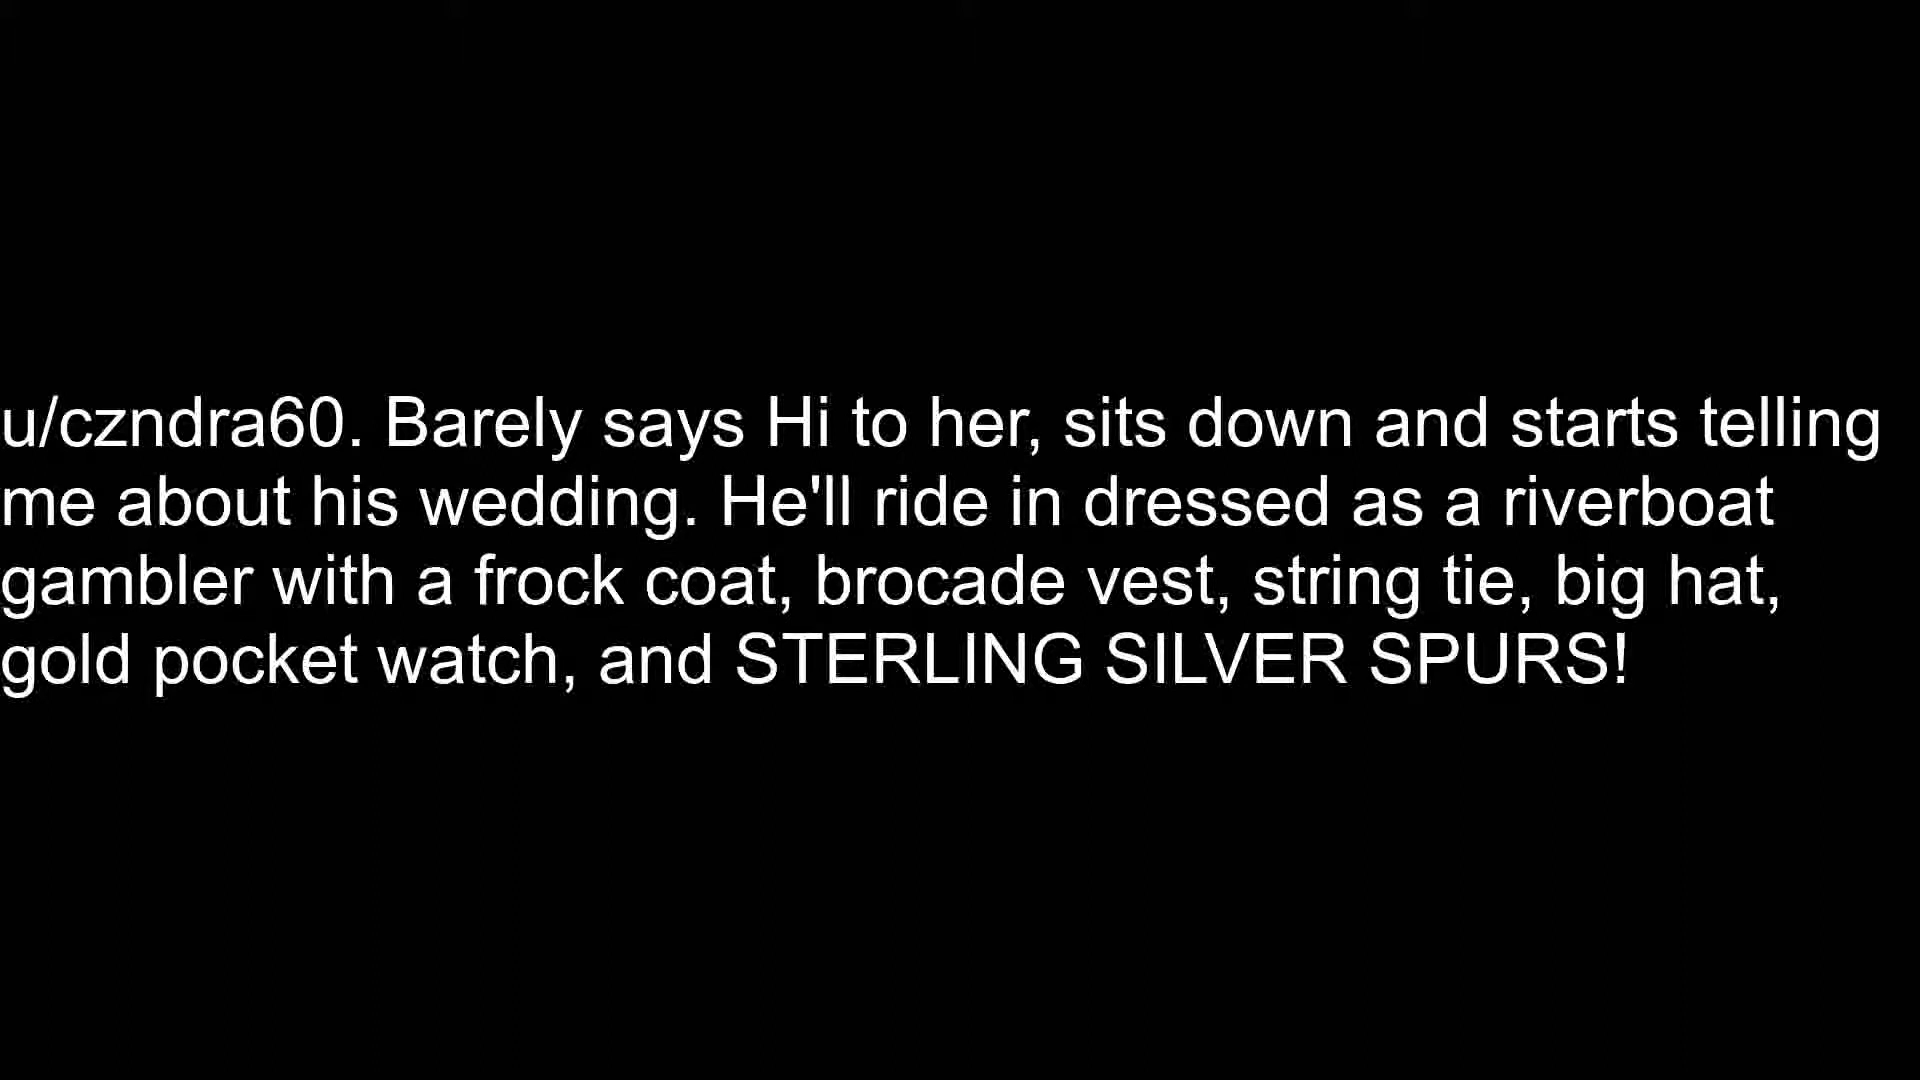 u/czndra60. Barely says Hi to her, sits down and starts telling
me about his wedding. He'll ride in dressed as a riverboat
gambler with a frock coat, brocade vest, string tie, big hat,
gold pocket watch, and STERLING SILVER SPURS!